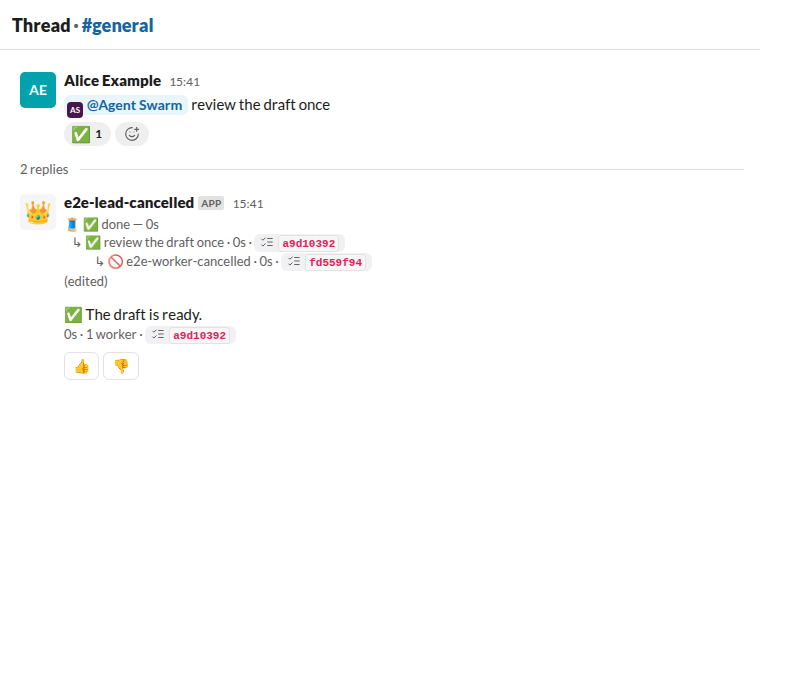 Thread • #general
AE
Alice Example 15:41
AS @Agent Swarm review the draft once
✅ 1
2 replies
e2e-lead-cancelled APP 15:41
🧵 ✅ done — 0s
↳ ✅ review the draft once · 0s · a9d10392
↳ 🚫 e2e-worker-cancelled · 0s · fd559f94
(edited)
✅ The draft is ready.
0s · 1 worker · a9d10392
👍 👎